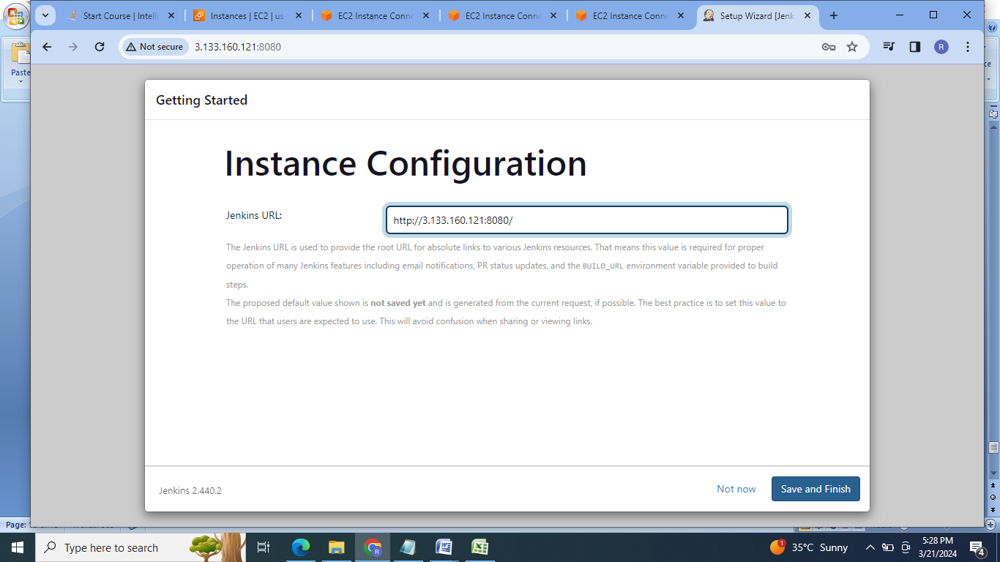 Start Course | Intelli
Instances | EC2 | us-
EC2 Instance Conne
EC2 Instance Conne
EC2 Instance Conne
Setup Wizard [Jenk
Not secure
3.133.160.121:8080
R
Paste
Getting Started
Instance Configuration
Jenkins URL:
http://3.133.160.121:8080/
The Jenkins URL is used to provide the root URL for absolute links to various Jenkins resources. That means this value is required for proper
operation of many Jenkins features including email notifications, PR status updates, and the BUILD_URL environment variable provided to build
steps.
The proposed default value shown is not saved yet and is generated from the current request, if possible. The best practice is to set this value to
the URL that users are expected to use. This will avoid confusion when sharing or viewing links.
Jenkins 2.440.2
Not now
Save and Finish
Page:
Type here to search
R
1
35°C Sunny
5:28 PM
3/21/2024
4